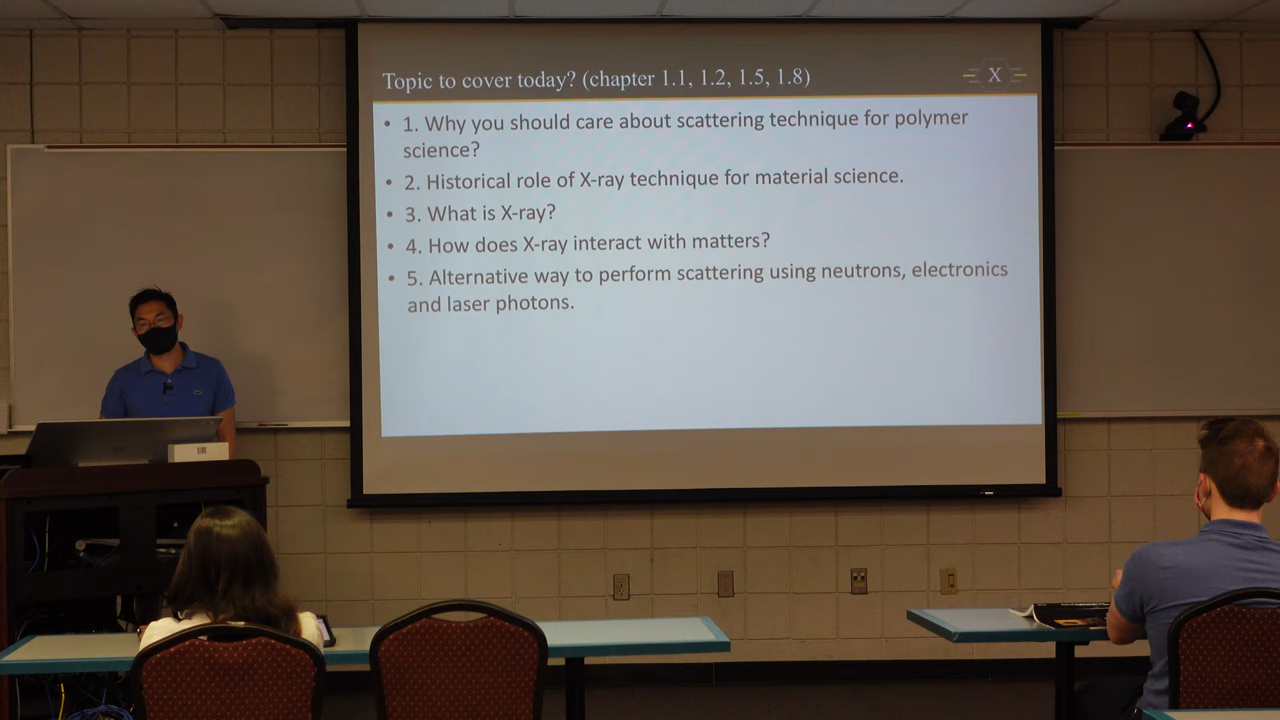 Topic to cover today? (chapter 1.1, 1.2, 1.5, 1.8)
X
• 1. Why you should care about scattering technique for polymer
science?
• 2. Historical role of X-ray technique for material science.
• 3. What is X-ray?
• 4. How does X-ray interact with matters?
• 5. Alternative way to perform scattering using neutrons, electronics
and laser photons.